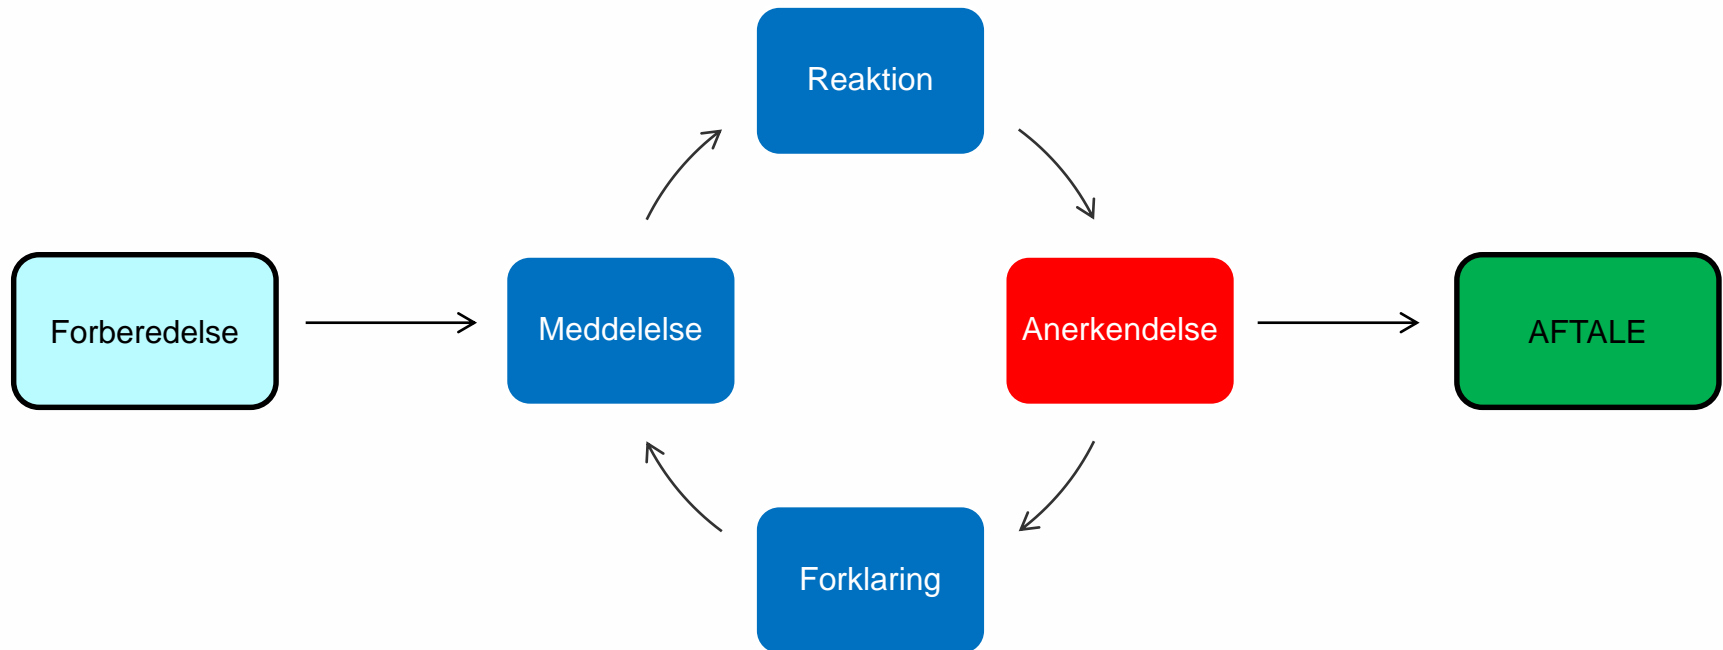 Reaktion
Forberedelse
Meddelelse
Anerkendelse
AFTALE
Forklaring